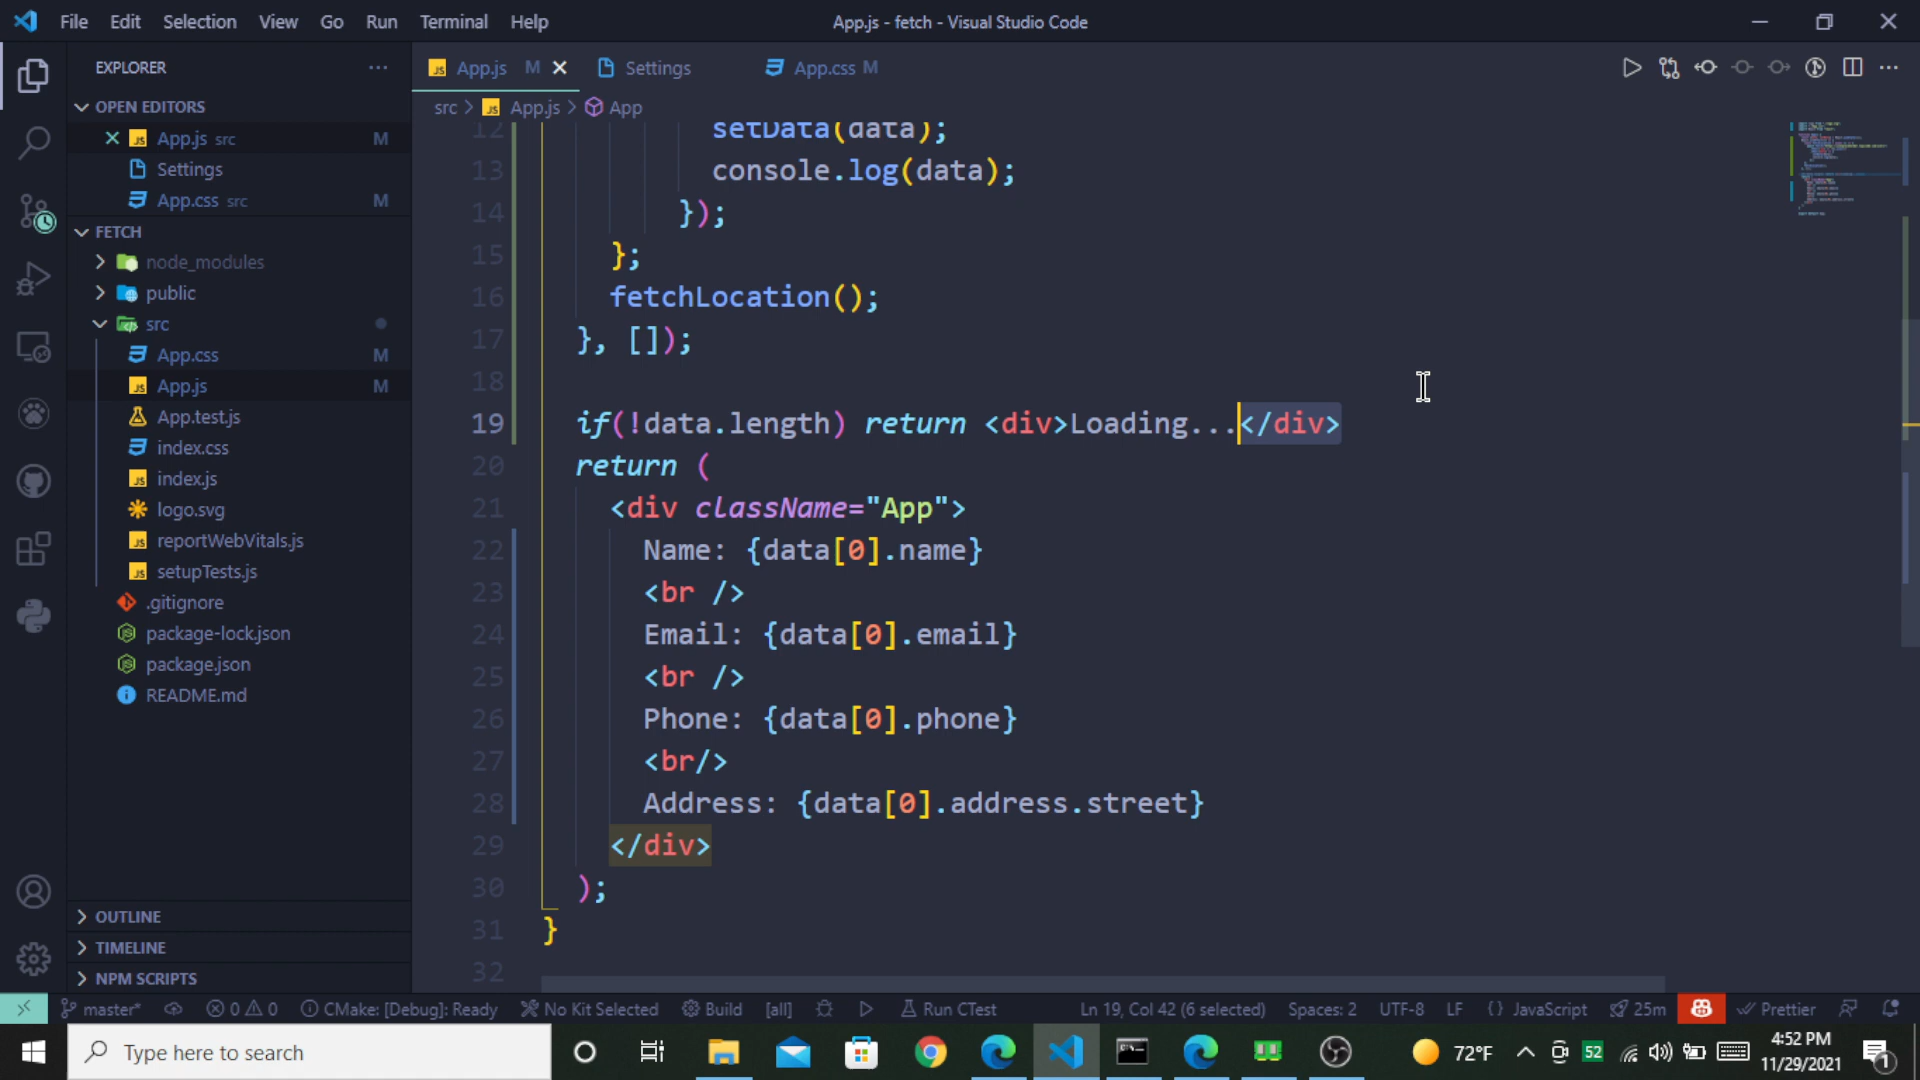 File Edit Selection View Go Run Terminal Help
App.js - fetch - Visual Studio Code
EXPLORER
OPEN EDITORS
App.js src M
Settings
App.css src M
FETCH
node_modules
public
src
App.css M
App.js M
App.test.js
index.css
index.js
logo.svg
reportWebVitals.js
setupTests.js
.gitignore
package-lock.json
package.json
README.md
OUTLINE
TIMELINE
NPM SCRIPTS
App.js M
Settings
App.css M
src > App.js > App
12 setData(data);
13 console.log(data);
14 });
15 };
16 fetchLocation();
17 }, []);
18
19 if(!data.length) return <div>Loading...</div>
20 return (
21 <div className="App">
22 Name: {data[0].name}
23 <br />
24 Email: {data[0].email}
25 <br />
26 Phone: {data[0].phone}
27 <br/>
28 Address: {data[0].address.street}
29 </div>
30 );
31 }
32
master* 0 0 CMake: [Debug]: Ready No Kit Selected Build [all] Run CTest Ln 19, Col 42 (6 selected) Spaces: 2 UTF-8 LF {} JavaScript 25m Prettier
Type here to search
72°F
52
4:52 PM
11/29/2021
1